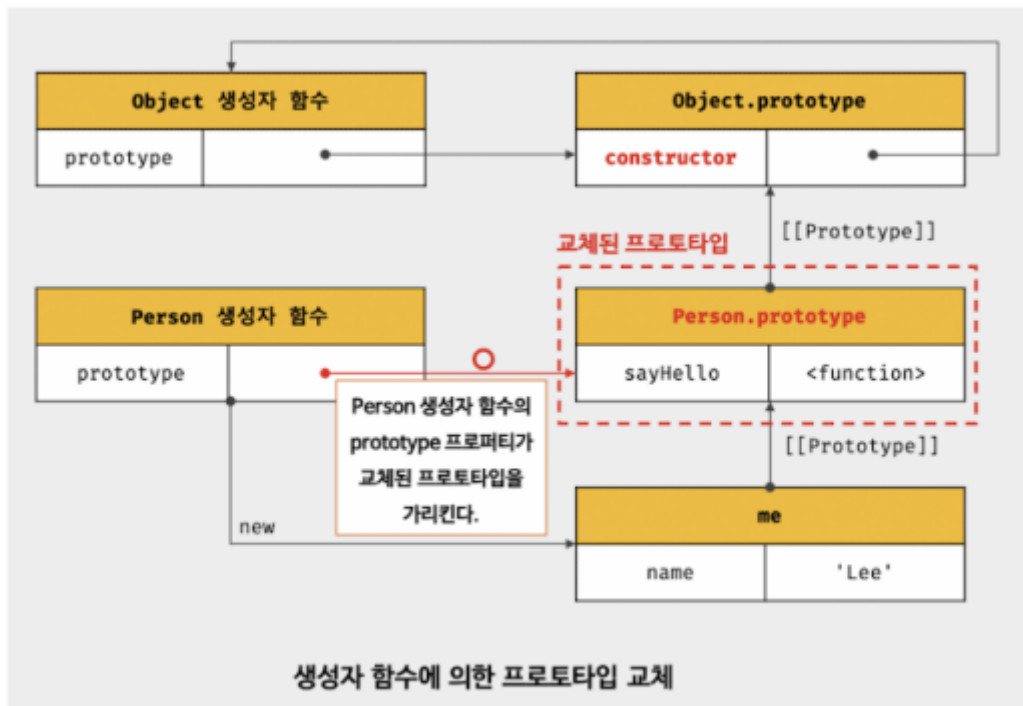 Object 생성자 함수
Object.prototype
prototype
constructor
[[Prototype]]
교체된 프로토타입
Person 생성자 함수
Person.prototype
prototype
sayHello
<function>
Person 생성자 함수의
prototype 프로퍼티가
교체된 프로토타입을
가리킨다.
[[Prototype]]
new
me
name
'Lee'
생성자 함수에 의한 프로토타입 교체